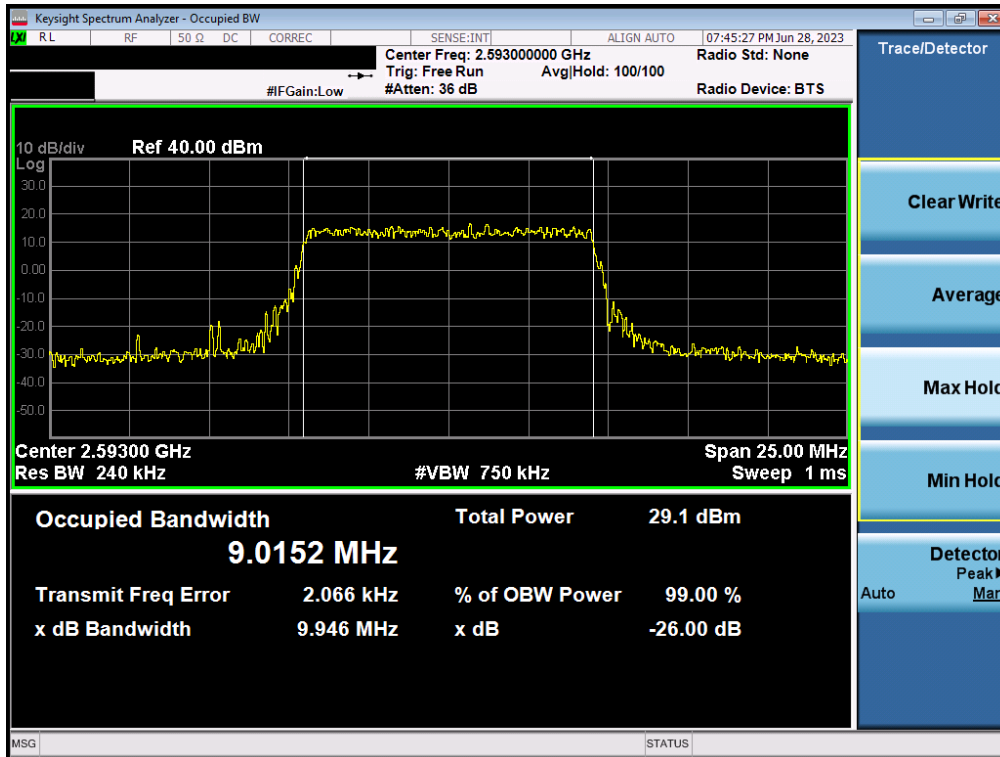 Keysight Spectrum Analyzer - Occupied BW
LXI RL RF 50 Ω DC CORREC SENSE:INT ALIGN AUTO 07:45:27 PM Jun 28, 2023
Center Freq: 2.593000000 GHz Radio Std: None
Trig: Free Run Avg|Hold: 100/100
#IFGain:Low #Atten: 36 dB Radio Device: BTS
10 dB/div Ref 40.00 dBm
Log
30.0
20.0
10.0
0.00
-10.0
-20.0
-30.0
-40.0
-50.0
Center 2.59300 GHz Span 25.00 MHz
Res BW 240 kHz #VBW 750 kHz Sweep 1 ms
Occupied Bandwidth Total Power 29.1 dBm
9.0152 MHz
Transmit Freq Error 2.066 kHz % of OBW Power 99.00 %
x dB Bandwidth 9.946 MHz x dB -26.00 dB
MSG STATUS
Trace/Detector
Clear Write
Average
Max Hold
Min Hold
Detector
Peak▶
Auto Man